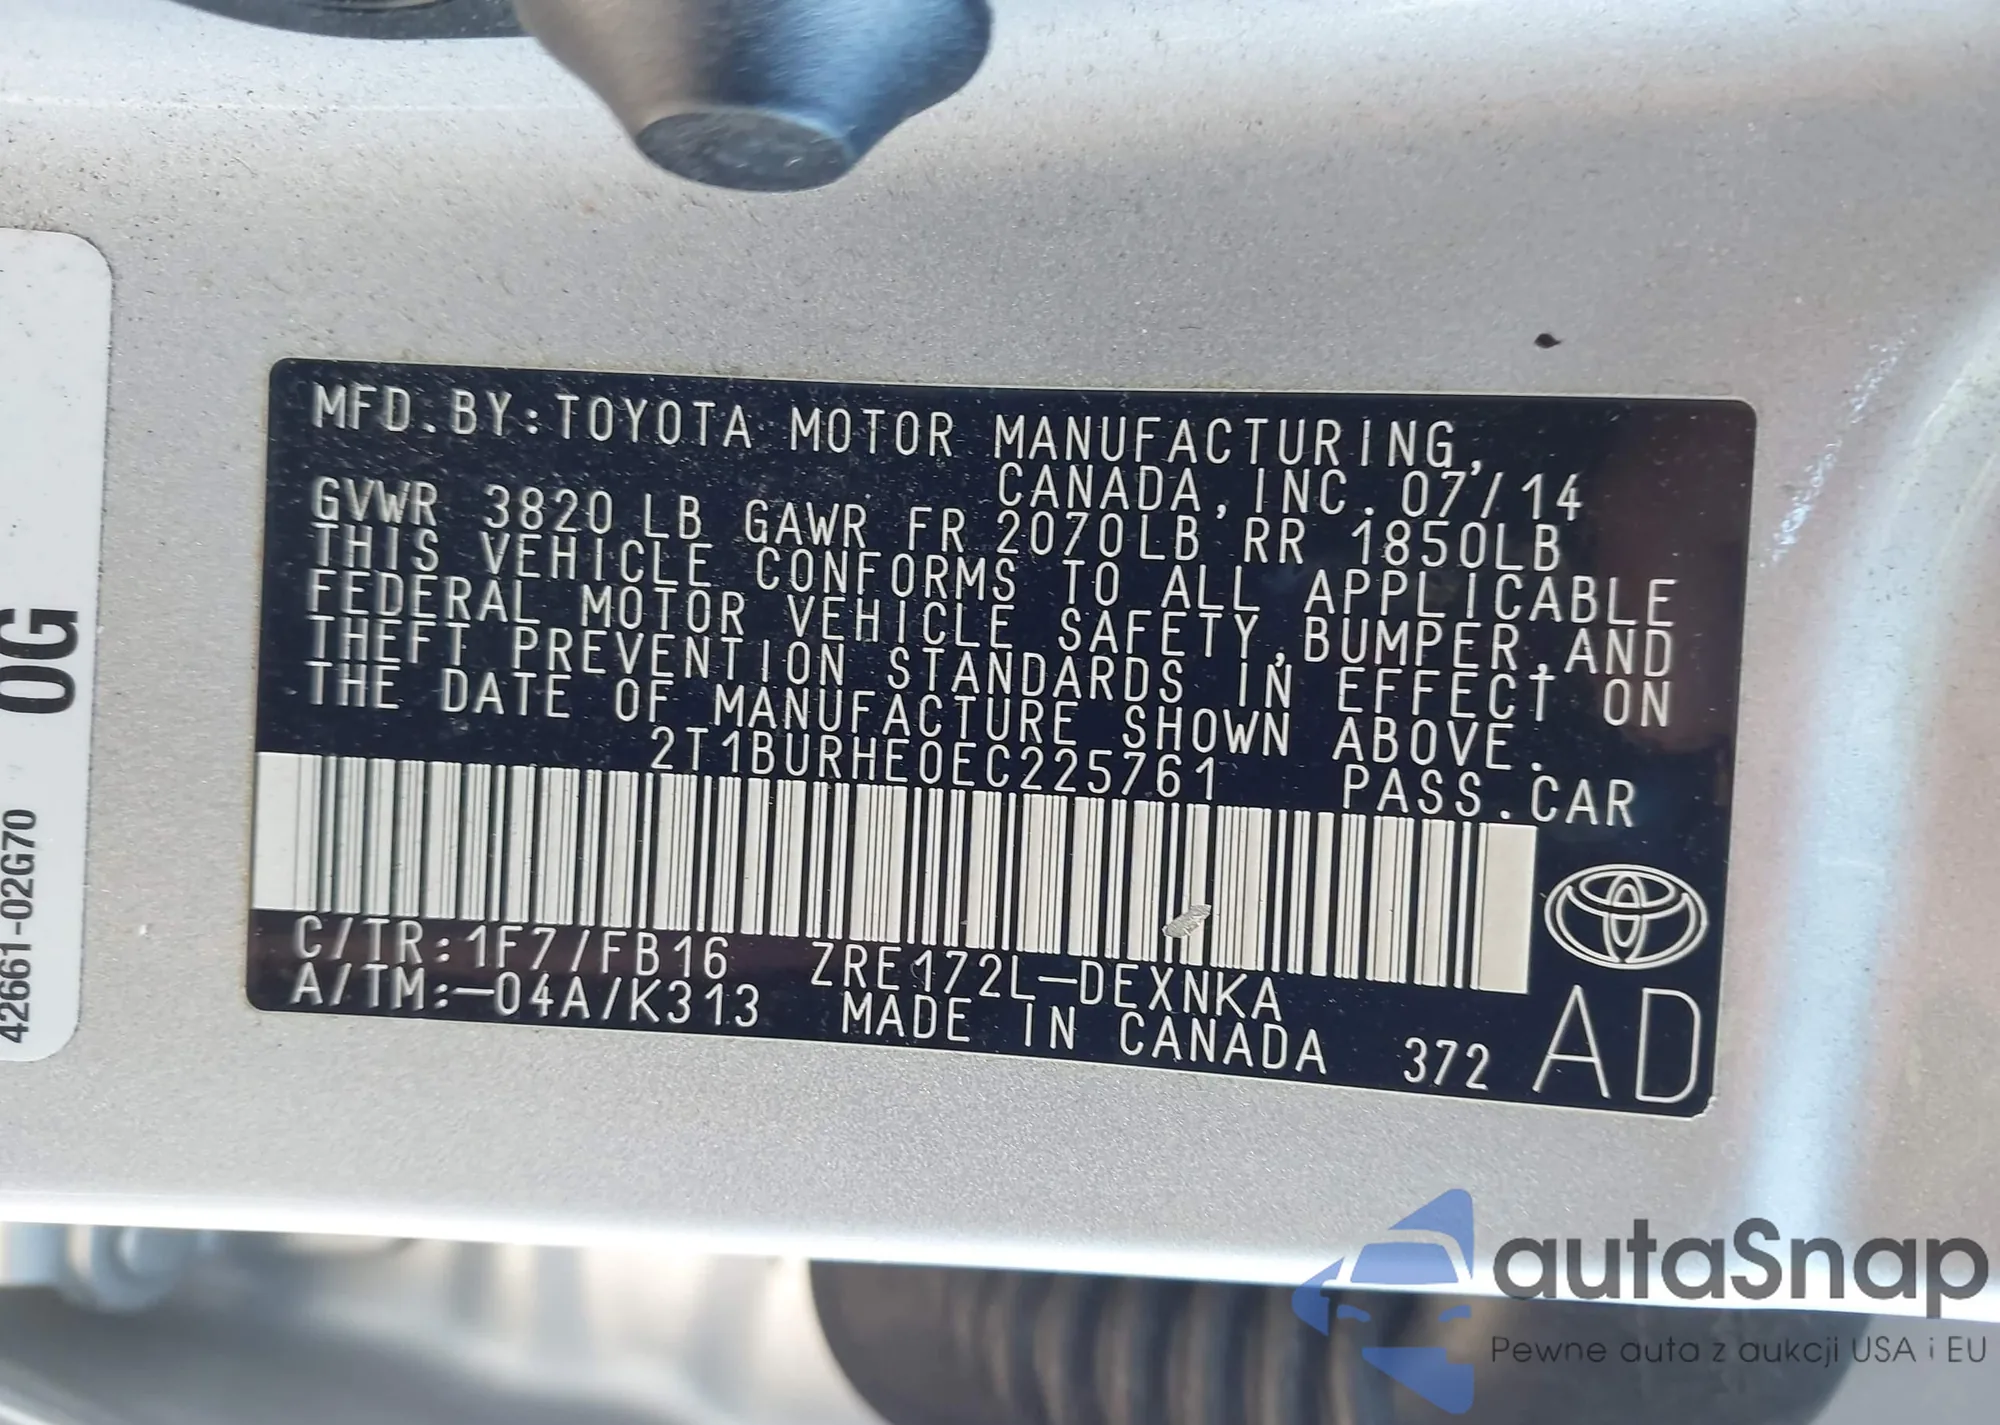 MFD.BY:TOYOTA MOTOR MANUFACTURING,
CANADA,INC.07/14
GVWR 3820LB GAWR FR 2070LB RR 1850LB
THIS VEHICLE CONFORMS TO ALL APPLICABLE
FEDERAL MOTOR VEHICLE SAFETY,BUMPER,AND
THEFT PREVENTION STANDARDS IN EFFECT ON
THE DATE OF MANUFACTURE SHOWN ABOVE.
2T1BURHE0EC225761 PASS.CAR
C/TR:1F7/FB16 ZRE172L-DEXNKA
A/TM:-04A/K313 MADE IN CANADA 372 AD
0G
42661-02G70
autaSnap
Pewne auta z aukcji USA i EU